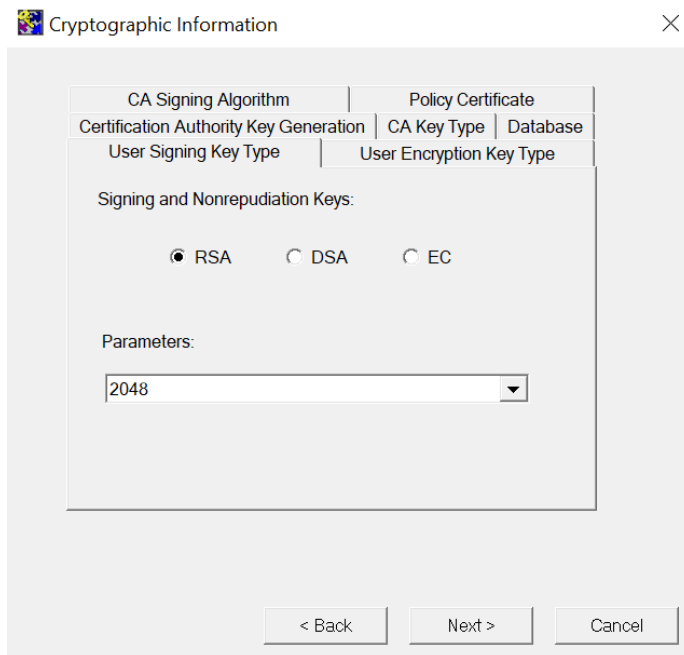 Cryptographic Information
CA Signing Algorithm Policy Certificate
Certification Authority Key Generation CA Key Type Database
User Signing Key Type User Encryption Key Type
Signing and Nonrepudiation Keys:
RSA DSA EC
Parameters:
2048
< Back Next > Cancel